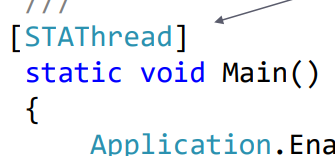 ///
[STAThread]
static void Main()
{
Application.Ena